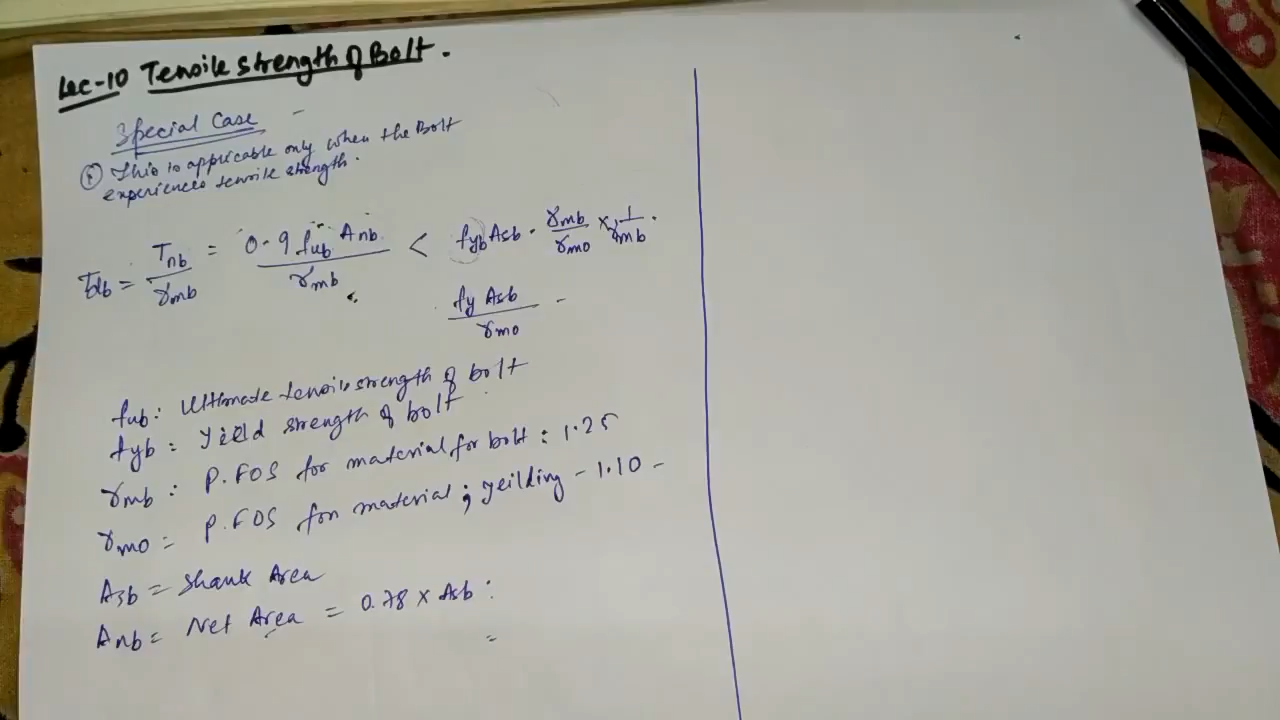 Lec-10 Tensile strength of Bolt.
Special Case
① This is applicable only when the Bolt
experiences tensile strength.
Tdb = Tnb/γmb = 0.9 fub Anb/γmb < fyb Asb · γmb/γmo × 1/γmb.
fy Asb/γmo
fub: Ultimate tensile strength of bolt
fyb = Yield strength of bolt
γmb: P.FOS for material for bolt: 1.25
γmo = P.FOS for material; yeilding - 1.10
Asb = Shank Area
Anb = Net Area = 0.78 × Asb :
=